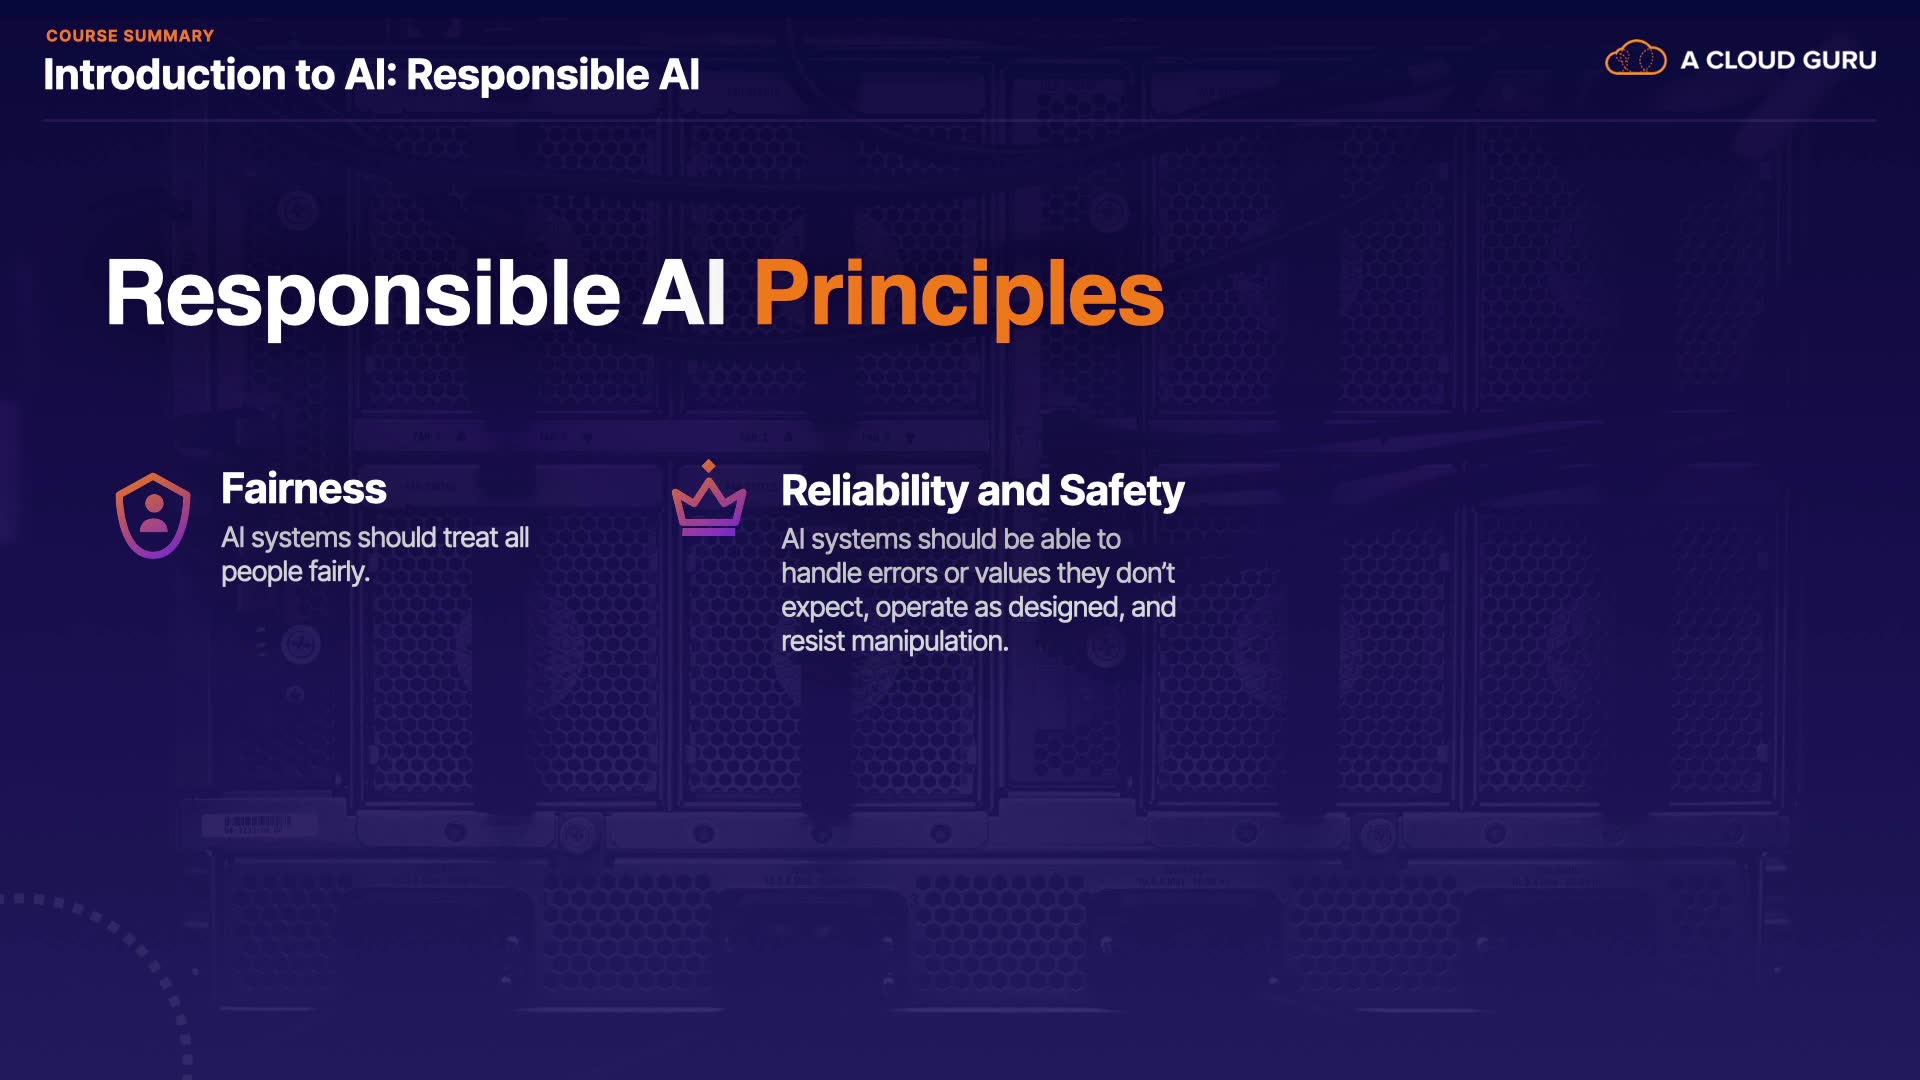 COURSE SUMMARY
Introduction to AI: Responsible AI
A CLOUD GURU
Responsible AI Principles
Fairness
AI systems should treat all
people fairly.
Reliability and Safety
AI systems should be able to
handle errors or values they don’t
expect, operate as designed, and
resist manipulation.